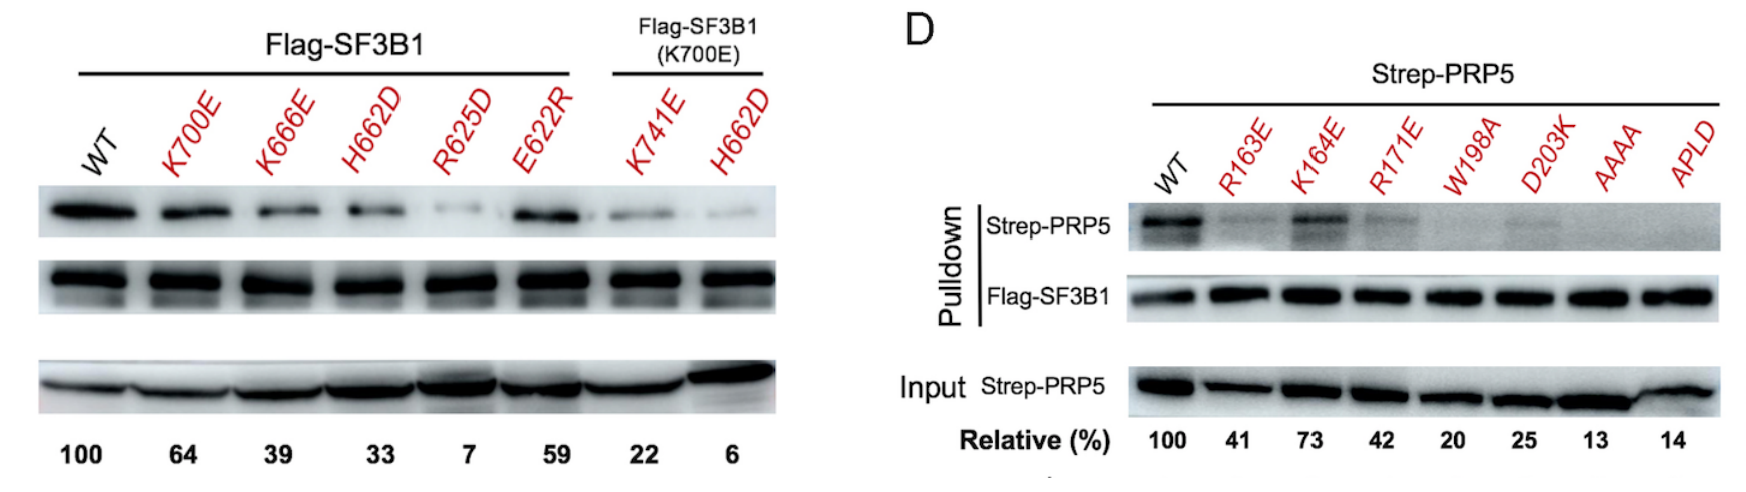 Flag-SF3B1
Flag-SF3B1
(K700E)
WT K700E K666E H662D R625D E622R K741E H662D
100 64 39 33 7 59 22 6
D
Strep-PRP5
WT R163E K164E R171E W198A D203K AAAA APLD
Pulldown
Strep-PRP5
Flag-SF3B1
Input Strep-PRP5
Relative (%) 100 41 73 42 20 25 13 14